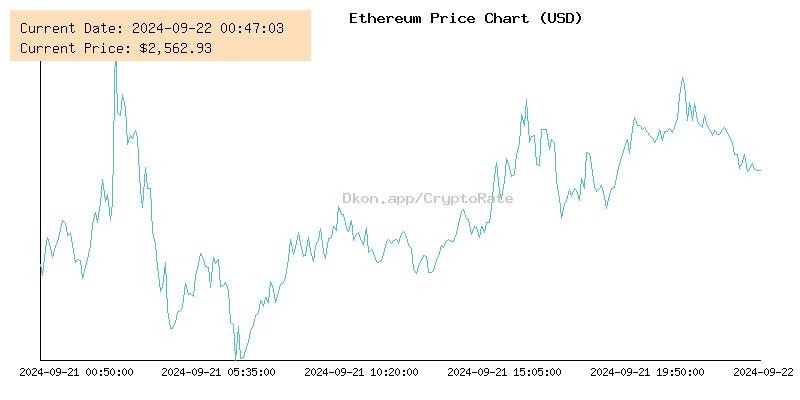 Ethereum Price Chart (USD)
Current Date: 2024-09-22 00:47:03
Current Price: $2,562.93
Dkon.app/CryptoRate
2024-09-21 00:50:00 2024-09-21 05:35:00 2024-09-21 10:20:00 2024-09-21 15:05:00 2024-09-21 19:50:00 2024-09-22